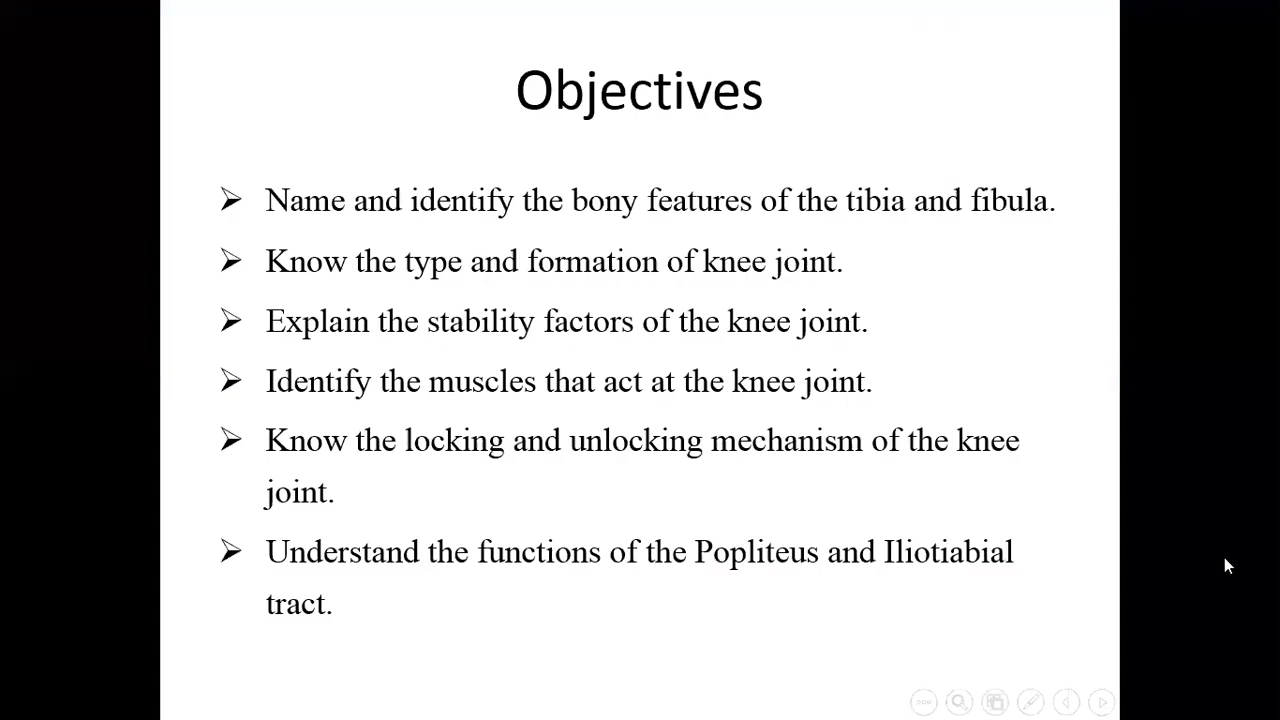 Objectives
➢ Name and identify the bony features of the tibia and fibula.
➢ Know the type and formation of knee joint.
➢ Explain the stability factors of the knee joint.
➢ Identify the muscles that act at the knee joint.
➢ Know the locking and unlocking mechanism of the knee
joint.
➢ Understand the functions of the Popliteus and Iliotiabial
tract.